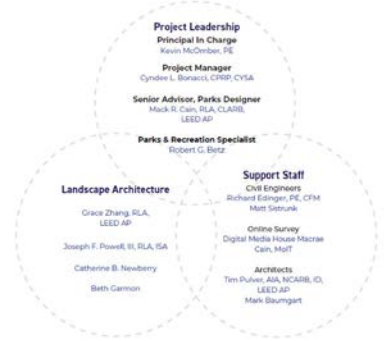 Project Leadership
Principal In Charge
Kevin McOmber, PE
Project Manager
Cyndee L. Bonacci, CPRP, CYSA
Senior Advisor, Parks Designer
Mack R. Cain, RLA, CLARB,
LEED AP
Parks & Recreation Specialist
Robert G. Betz
Landscape Architecture
Grace Zhang, RLA,
LEED AP
Joseph F. Powell, III, RLA, ISA
Catherine B. Newberry
Beth Garmon
Support Staff
Civil Engineers
Richard Edinger, PE, CFM
Matt Sistrunk
Online Survey
Digital Media House Macrae
Cain, MoIT
Architects
Tim Pulver, AIA, NCARB, ID,
LEED AP
Mark Baumgart